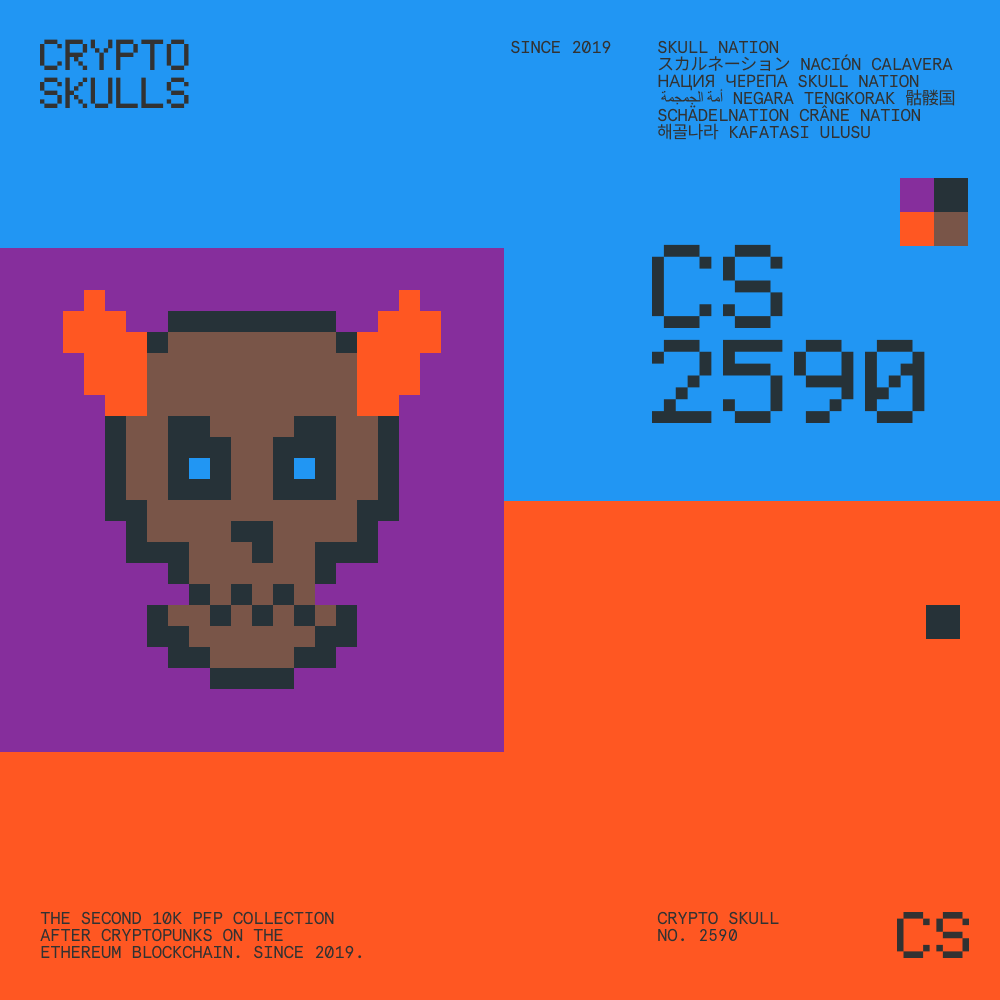 CRYPTO
SKULLS
SINCE 2019
SKULL NATION
スカルネーション NACIÓN CALAVERA
НАЦИЯ ЧЕРЕПА SKULL NATION
أمة الجمجمة NEGARA TENGKORAK 骷髅国
SCHÄDELNATION CRÂNE NATION
해골나라 KAFATASI ULUSU
CS
2590
THE SECOND 10K PFP COLLECTION
AFTER CRYPTOPUNKS ON THE
ETHEREUM BLOCKCHAIN. SINCE 2019.
CRYPTO SKULL
NO. 2590
CS